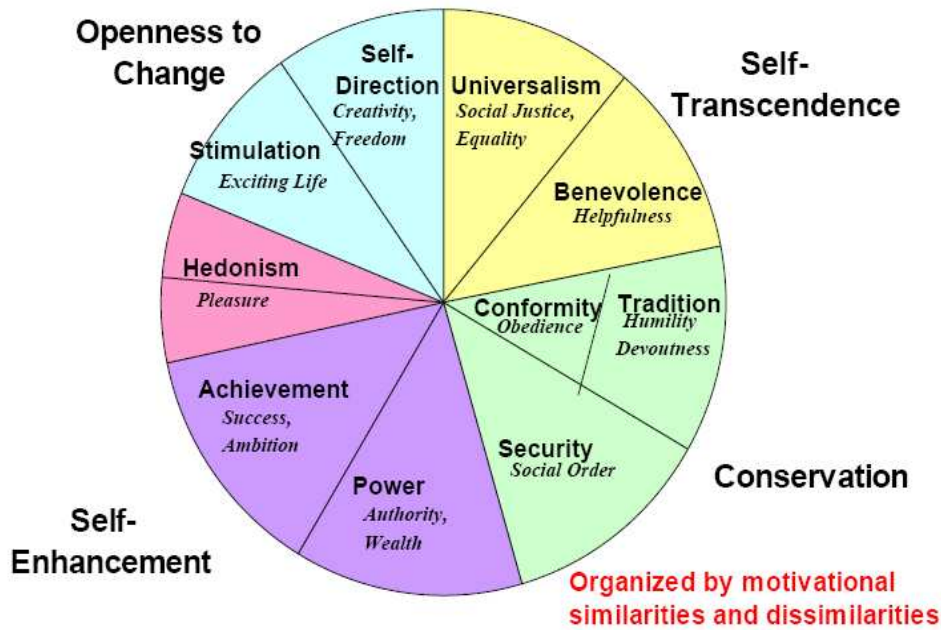 Openness to
Change
Self-
Direction
Creativity,
Freedom
Universalism
Social Justice,
Equality
Self-
Transcendence
Stimulation
Exciting Life
Benevolence
Helpfulness
Hedonism
Pleasure
Conformity
Obedience
Tradition
Humility
Devoutness
Achievement
Success,
Ambition
Security
Social Order
Conservation
Power
Authority,
Wealth
Self-
Enhancement
Organized by motivational
similarities and dissimilarities